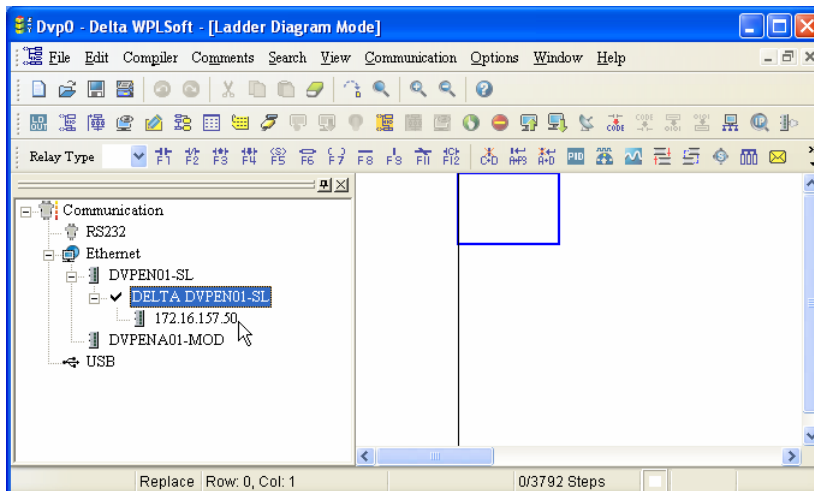 Dvp0 - Delta WPLSoft - [Ladder Diagram Mode]
File Edit Compiler Comments Search View Communication Options Window Help
Relay Type F1 F2 F3 F4 F5 F6 F7 F8 F9 F11 F12 PID
Communication
RS232
Ethernet
DVPEN01-SL
DELTA DVPEN01-SL
172.16.157.50
DVPENA01-MOD
USB
Replace Row: 0, Col: 1 0/3792 Steps